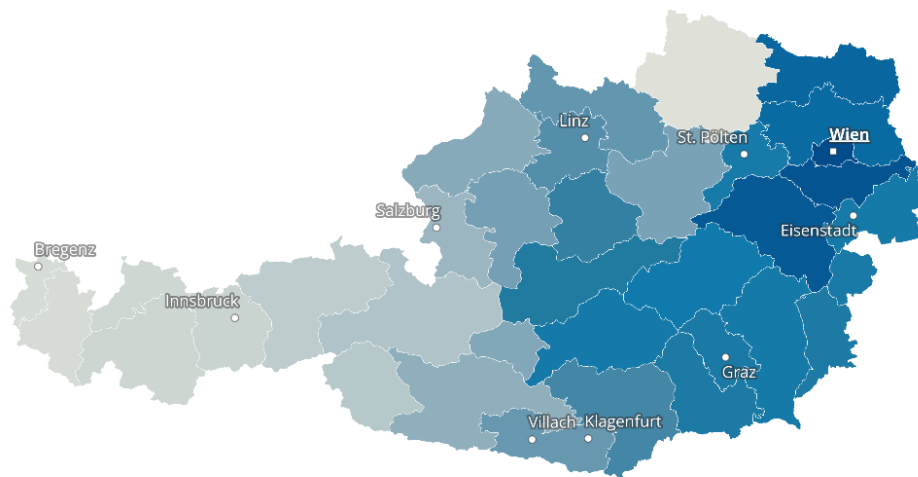 Linz
St. Pölten
Wien
Salzburg
Eisenstadt
Bregenz
Innsbruck
Graz
Villach
Klagenfurt